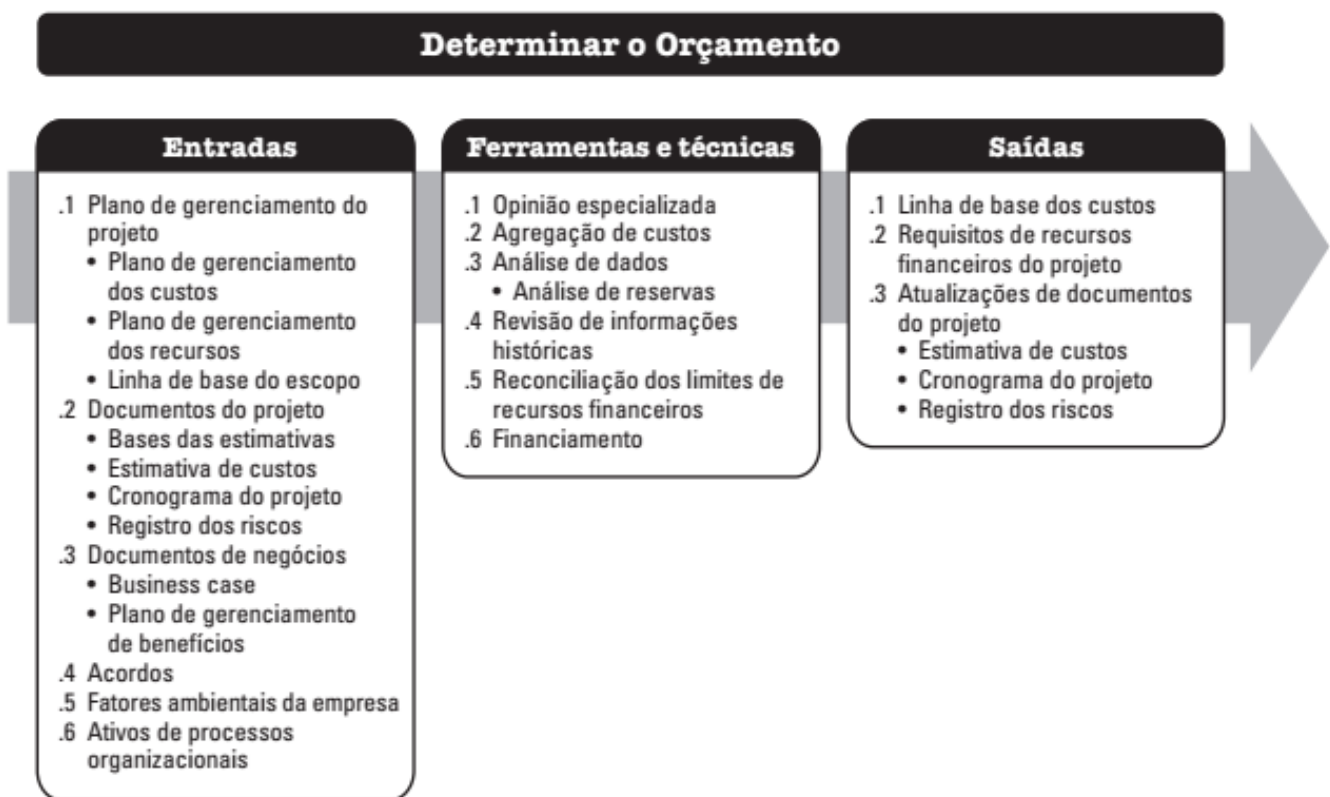 Determinar o Orçamento
Entradas
.1 Plano de gerenciamento do
projeto
• Plano de gerenciamento
dos custos
• Plano de gerenciamento
dos recursos
• Linha de base do escopo
.2 Documentos do projeto
• Bases das estimativas
• Estimativa de custos
• Cronograma do projeto
• Registro dos riscos
.3 Documentos de negócios
• Business case
• Plano de gerenciamento
de benefícios
.4 Acordos
.5 Fatores ambientais da empresa
.6 Ativos de processos
organizacionais
Ferramentas e técnicas
.1 Opinião especializada
.2 Agregação de custos
.3 Análise de dados
• Análise de reservas
.4 Revisão de informações
históricas
.5 Reconciliação dos limites de
recursos financeiros
.6 Financiamento
Saídas
.1 Linha de base dos custos
.2 Requisitos de recursos
financeiros do projeto
.3 Atualizações de documentos
do projeto
• Estimativa de custos
• Cronograma do projeto
• Registro dos riscos